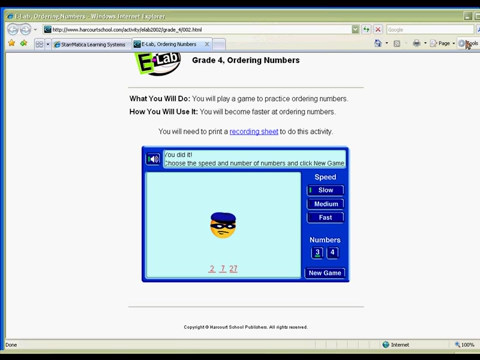 E-Lab, Ordering Numbers - Windows Internet Explorer
http://www.harcourtschool.com/activity/elab2002/grade_4/002.html
Google
StarrMatica Learning Systems
E-Lab, Ordering Numbers
Page
Tools
E-Lab
Grade 4, Ordering Numbers
What You Will Do: You will play a game to practice ordering numbers.
How You Will Use It: You will become faster at ordering numbers.
You will need to print a recording sheet to do this activity.
You did it!
Choose the speed and number of numbers and click New Game
Speed
Slow
Medium
Fast
Numbers
3 4
New Game
2 7 27
Copyright © Harcourt School Publishers. All rights reserved.
Done
Internet
100%